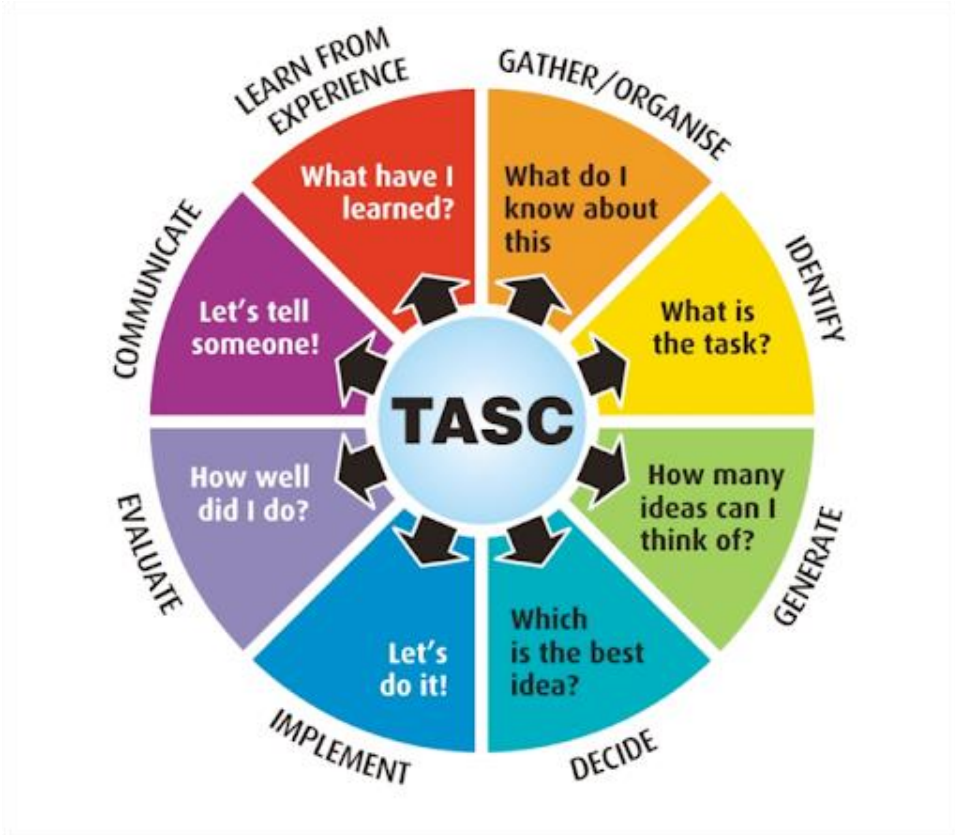 GATHER/ORGANISE
What do I
know about
this
IDENTIFY
What is
the task?
GENERATE
How many
ideas can I
think of?
DECIDE
Which
is the best
idea?
IMPLEMENT
Let's
do it!
EVALUATE
How well
did I do?
COMMUNICATE
Let's tell
someone!
LEARN FROM
EXPERIENCE
What have I
learned?
TASC